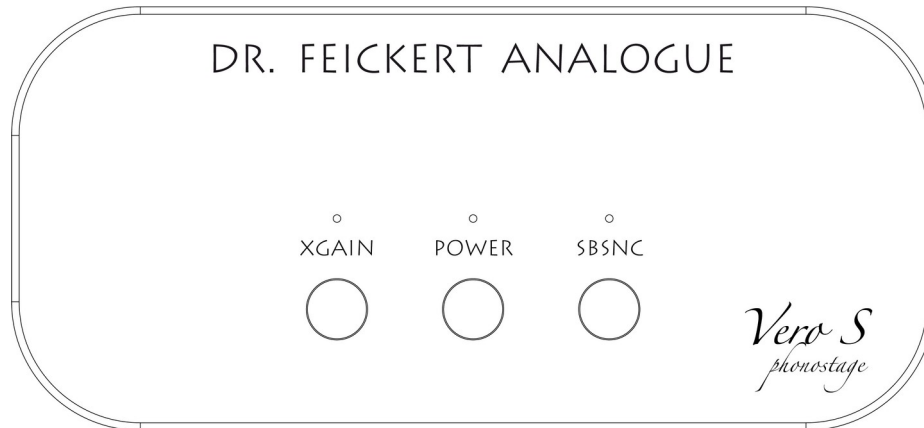 DR. FEICKERT ANALOGUE
XGAIN POWER SBSNC
Vero S
phonostage